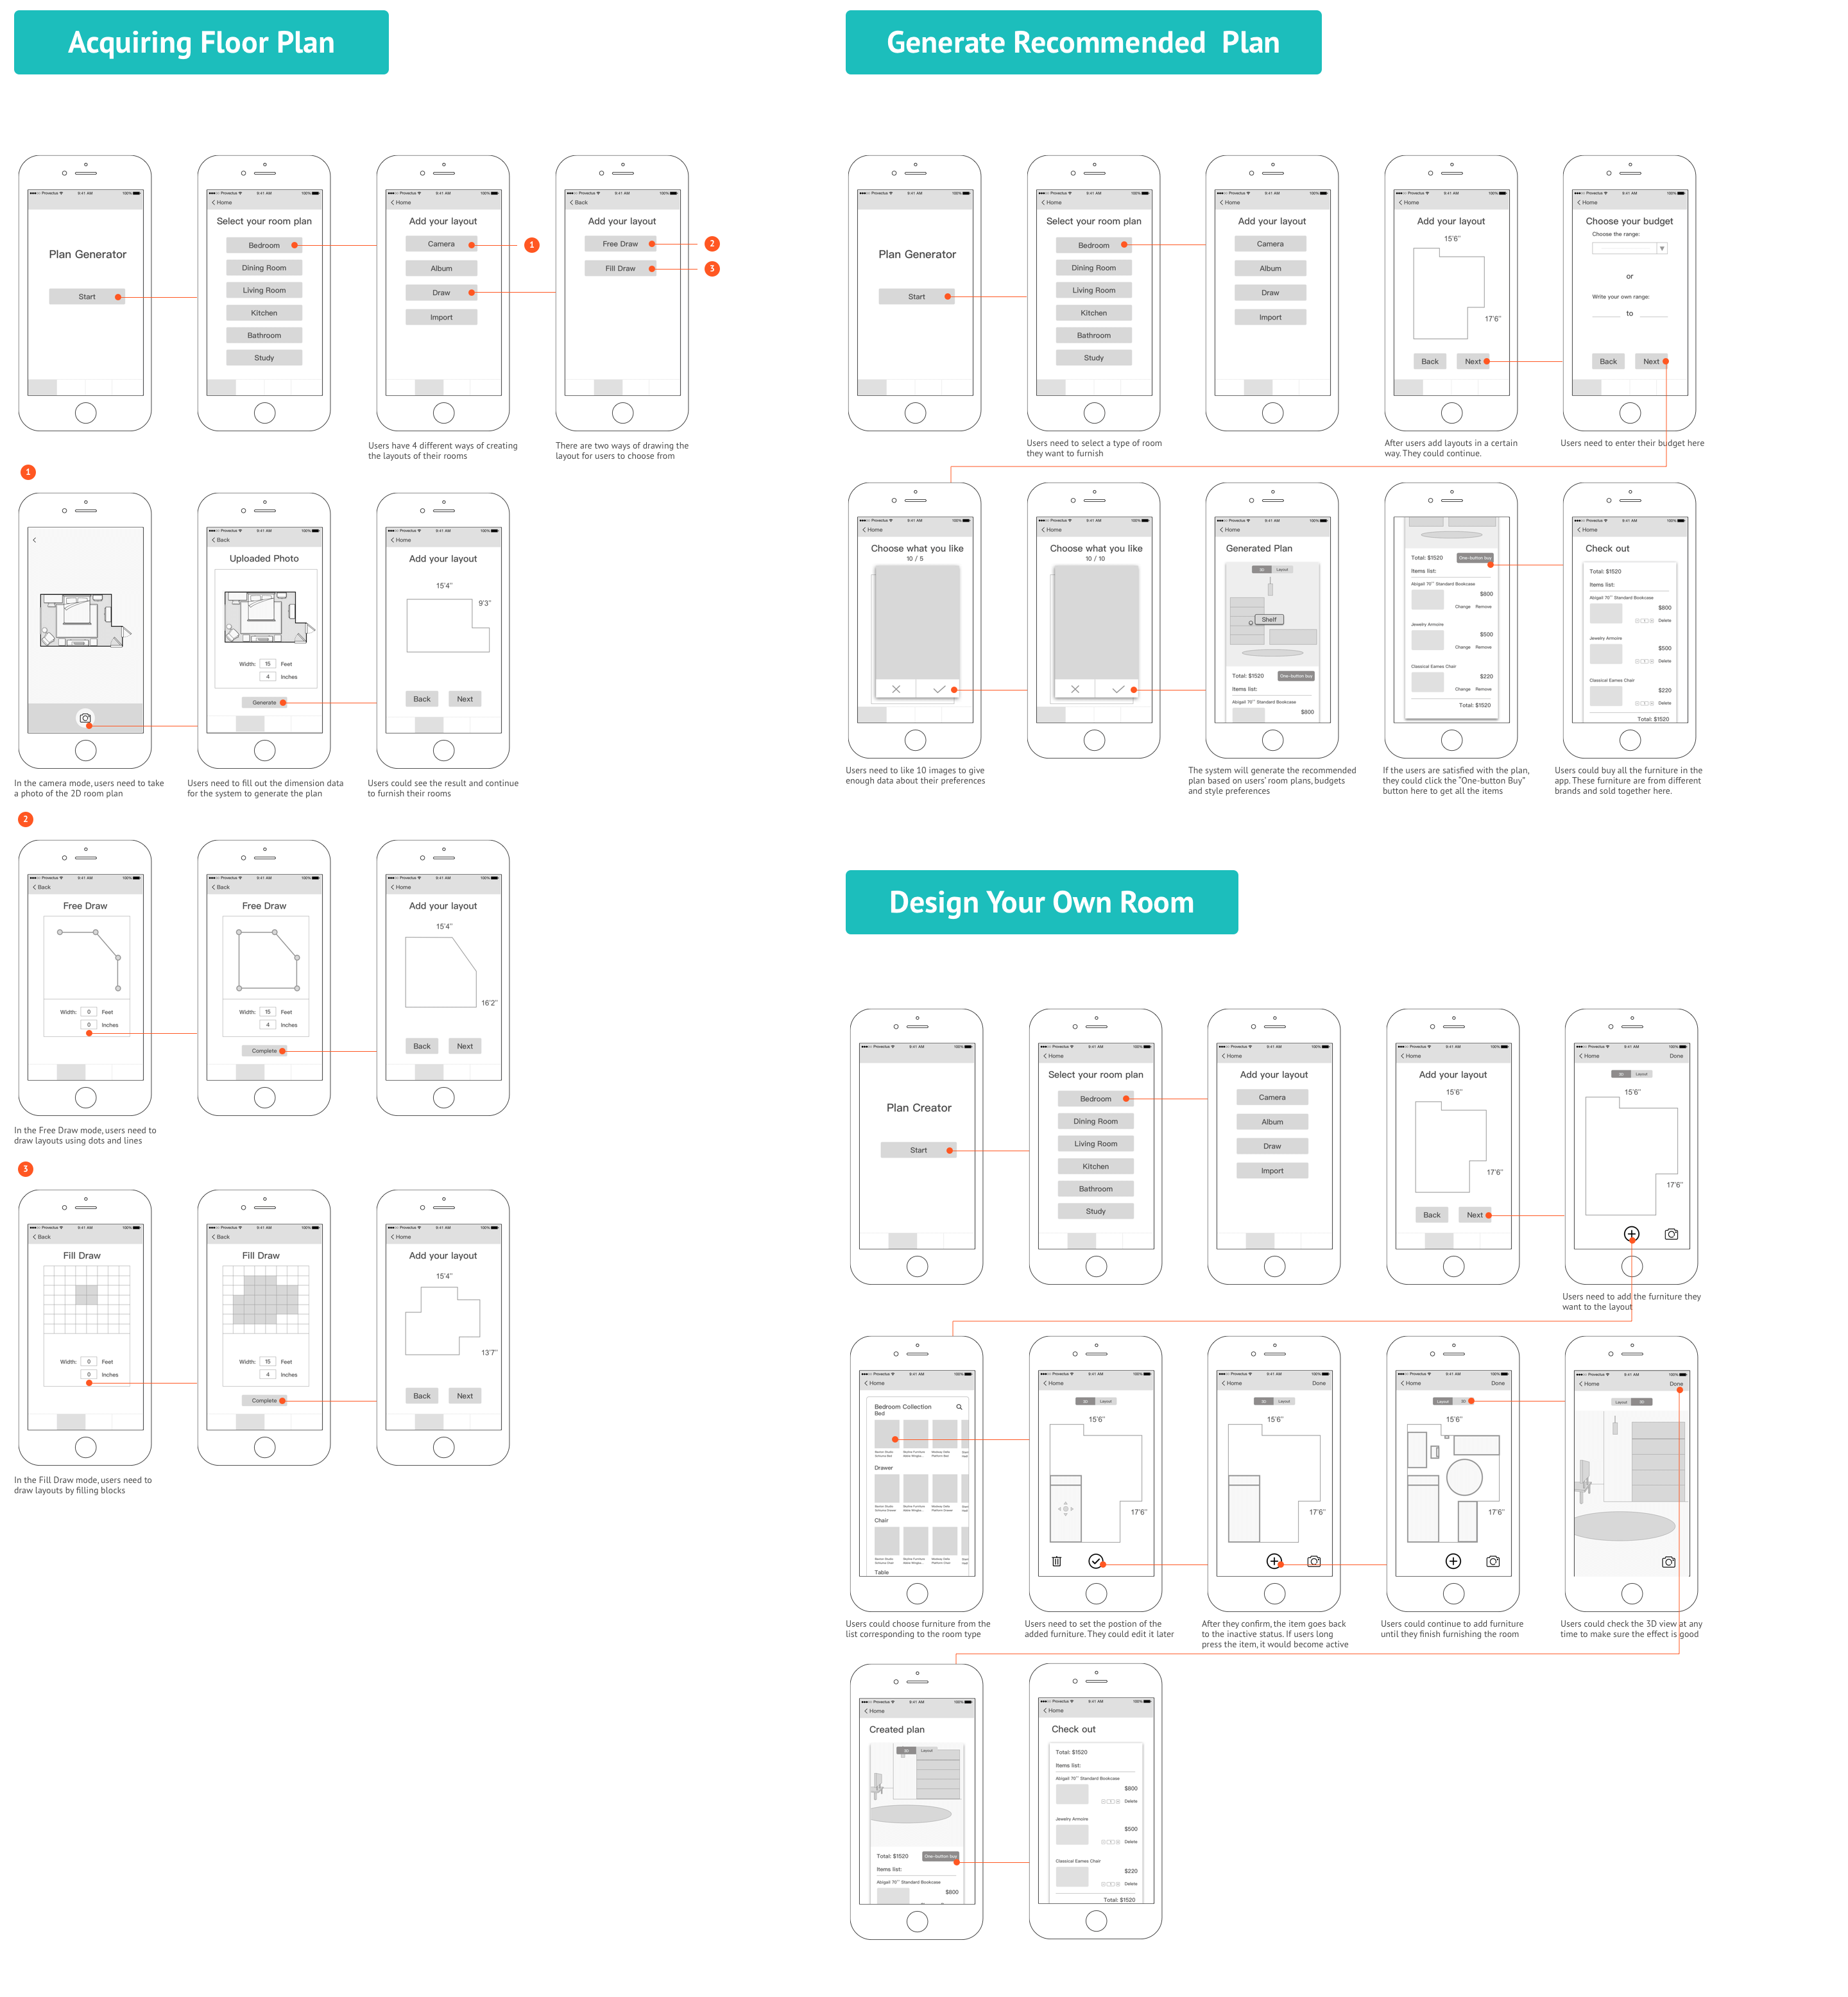 Acquiring Floor Plan
Plan Generator
Start
Home
Select your room plan
Bedroom
Dining Room
Living Room
Kitchen
Bathroom
Study
Home
Add your layout
Camera
Album
Draw
Import
1
Users have 4 different ways of creating
the layouts of their rooms
Back
Add your layout
Free Draw
Fill Draw
2
3
There are two ways of drawing the
layout for users to choose from
1
In the camera mode, users need to take
a photo of the 2D room plan
Back
Uploaded Photo
Width: 15 Feet
4 Inches
Generate
Users need to fill out the dimension data
for the system to generate the plan
Home
Add your layout
15'4''
9'3''
Back Next
Users could see the result and continue
to furnish their rooms
2
Back
Free Draw
Width: 0 Feet
0 Inches
In the Free Draw mode, users need to
draw layouts using dots and lines
Back
Free Draw
Width: 15 Feet
4 Inches
Complete
Home
Add your layout
15'4''
16'2''
Back Next
3
Back
Fill Draw
Width: 0 Feet
0 Inches
In the Fill Draw mode, users need to
draw layouts by filling blocks
Back
Fill Draw
Width: 15 Feet
4 Inches
Complete
Home
Add your layout
15'4''
13'7''
Back Next
Generate Recommended Plan
Plan Generator
Start
Home
Select your room plan
Bedroom
Dining Room
Living Room
Kitchen
Bathroom
Study
Users need to select a type of room
they want to furnish
Home
Add your layout
Camera
Album
Draw
Import
Home
Add your layout
15'6''
17'6''
Back Next
After users add layouts in a certain
way. They could continue.
Home
Choose your budget
Choose the range:
or
Write your own range:
to
Back Next
Users need to enter their budget here
Home
Choose what you like
10 / 5
Users need to like 10 images to give
enough data about their preferences
Home
Choose what you like
10 / 10
Home
Generated Plan
3D Layout
Shelf
Total: $1520 One-button buy
Items list:
Abigail 70'' Standard Bookcase
$800
The system will generate the recommended
plan based on users' room plans, budgets
and style preferences
Total: $1520 One-button buy
Items list:
Abigail 70'' Standard Bookcase
$800
Change Remove
Jewelry Armoire
$500
Change Remove
Classical Eames Chair
$220
Change Remove
Total: $1520
If the users are satisfied with the plan,
they could click the "One-button Buy"
button here to get all the items
Home
Check out
Total: $1520
Items list:
Abigail 70'' Standard Bookcase
$800
Delete
Jewelry Armoire
$500
Delete
Classical Eames Chair
$220
Delete
Total: $1520
Users could buy all the furniture in the
app. These furniture are from different
brands and sold together here.
Design Your Own Room
Plan Creator
Start
Home
Select your room plan
Bedroom
Dining Room
Living Room
Kitchen
Bathroom
Study
Home
Add your layout
Camera
Album
Draw
Import
Home
Add your layout
15'6''
17'6''
Back Next
Home Done
3D Layout
15'6''
17'6''
Users need to add the furniture they
want to the layout
Home
Bedroom Collection
Bed
Drawer
Chair
Table
Users could choose furniture from the
list corresponding to the room type
Home
3D Layout
15'6''
17'6''
Users need to set the postion of the
added furniture. They could edit it later
Home Done
3D Layout
15'6''
17'6''
After they confirm, the item goes back
to the inactive status. If users long
press the item, it would become active
Home Done
Layout 3D
15'6''
17'6''
Users could continue to add furniture
until they finish furnishing the room
Home Done
Layout 3D
Users could check the 3D view at any
time to make sure the effect is good
Home
Created plan
3D Layout
Total: $1520 One-button buy
Items list:
Abigail 70'' Standard Bookcase
$800
Home
Check out
Total: $1520
Items list:
Abigail 70'' Standard Bookcase
$800
Delete
Jewelry Armoire
$500
Delete
Classical Eames Chair
$220
Delete
Total: $1520